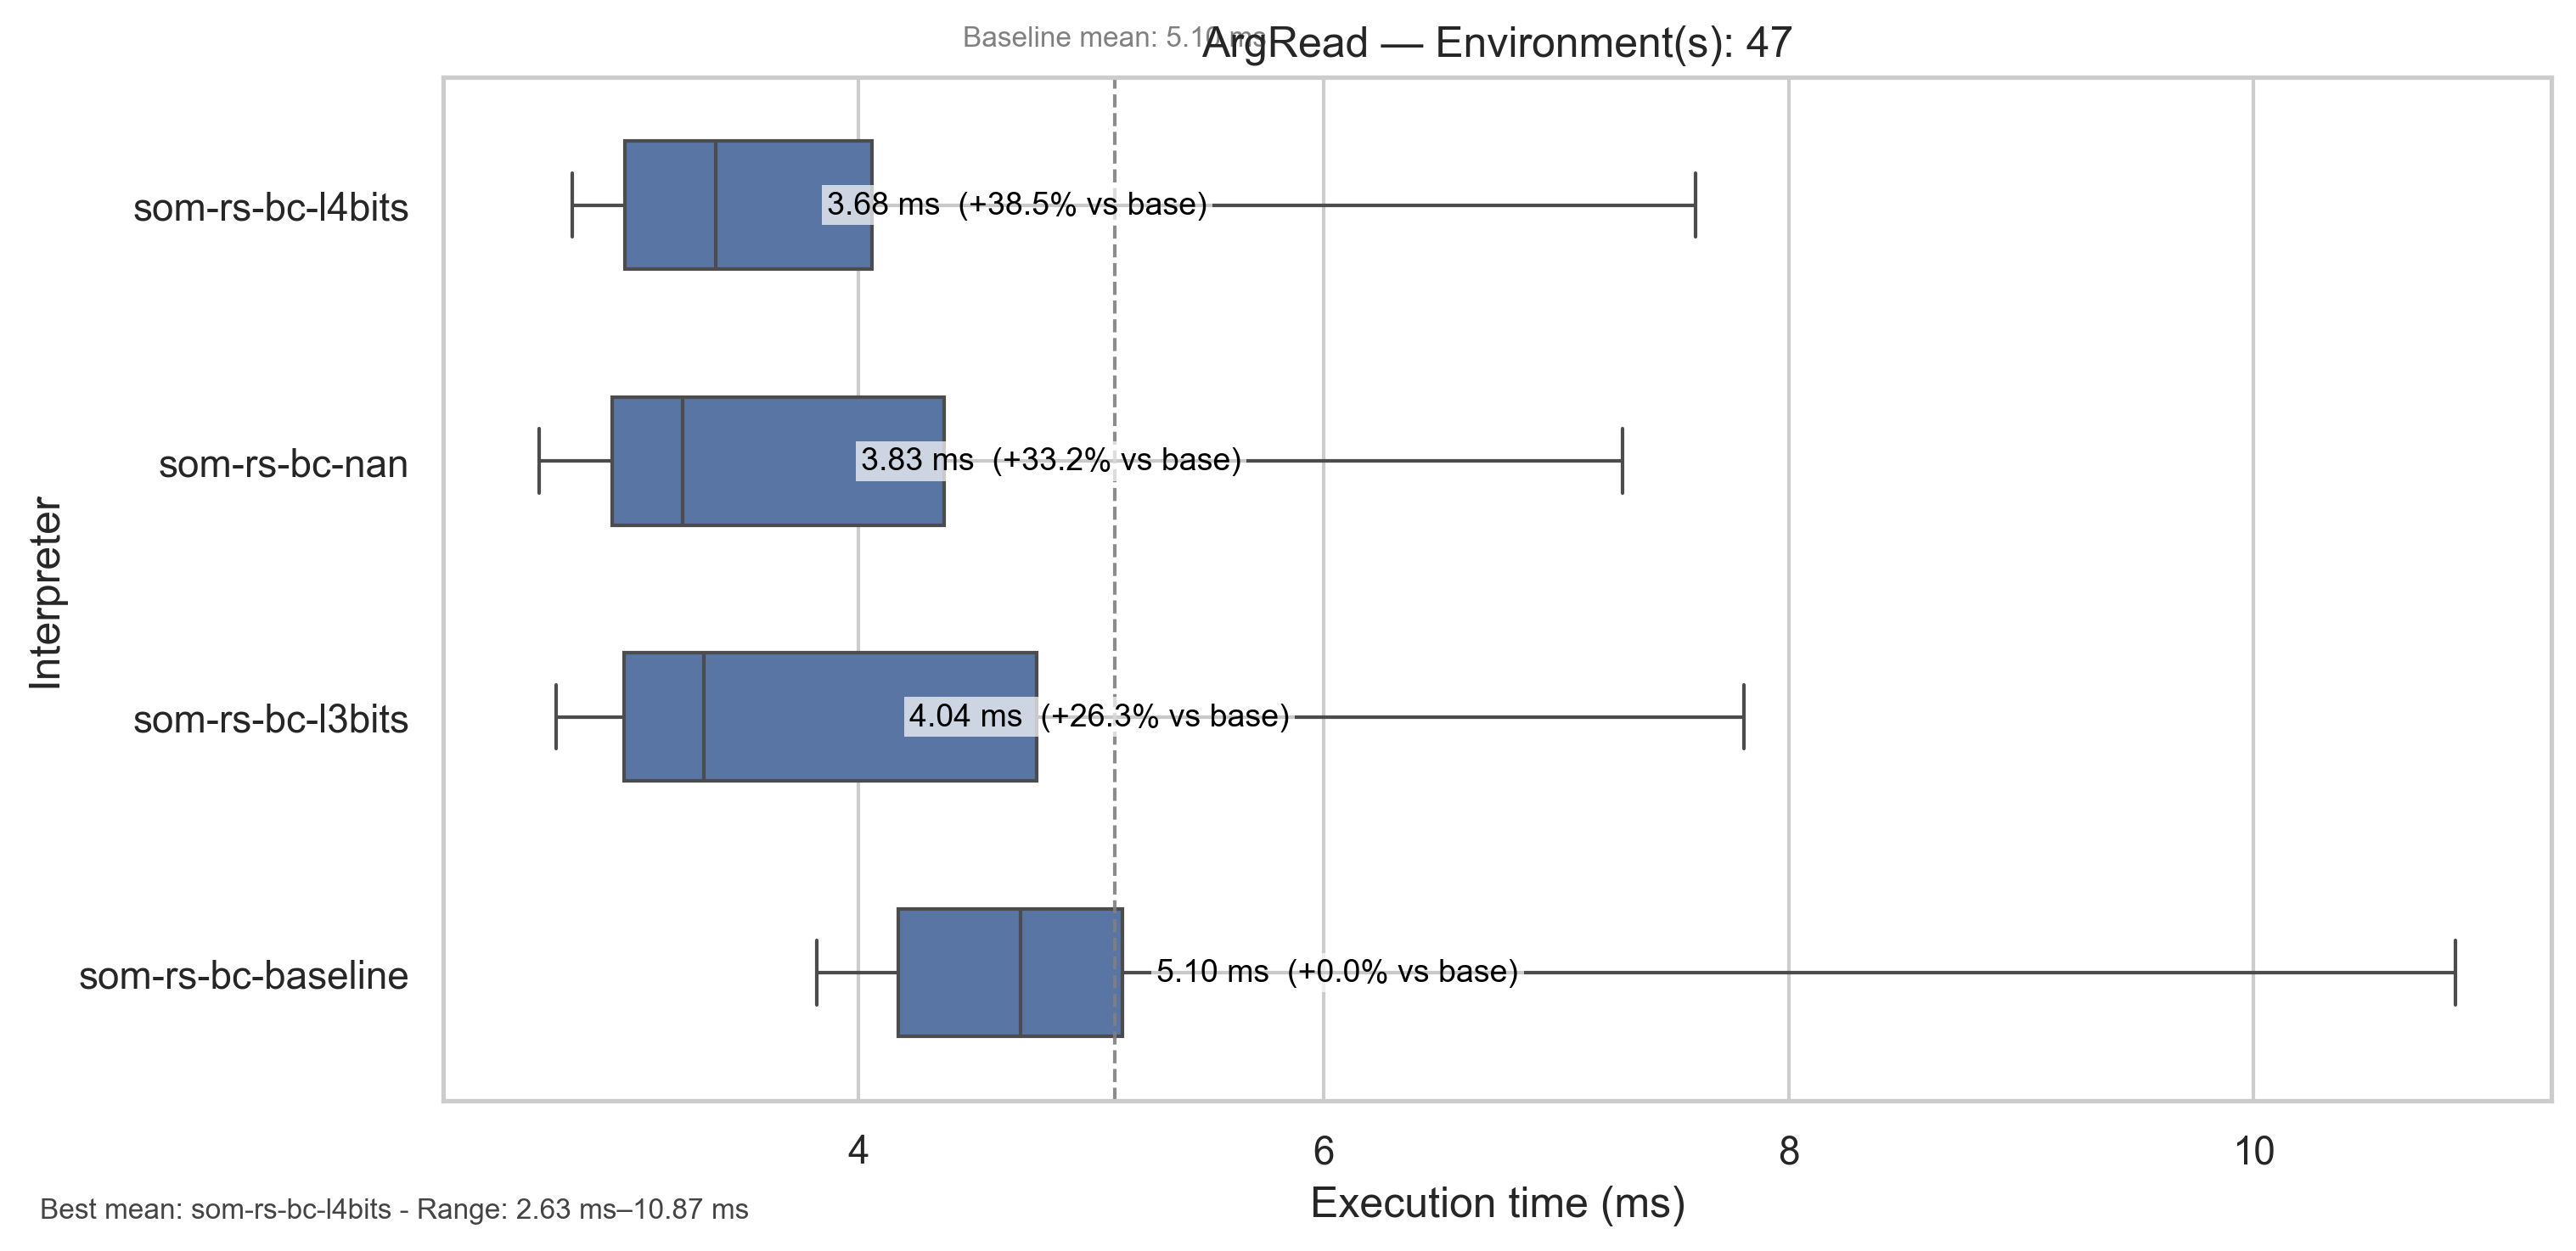 Baseline mean: 5.10 ms
ArgRead — Environment(s): 47
som-rs-bc-l4bits
3.68 ms (+38.5% vs base)
som-rs-bc-nan
3.83 ms (+33.2% vs base)
Interpreter
som-rs-bc-l3bits
4.04 ms (+26.3% vs base)
som-rs-bc-baseline
5.10 ms (+0.0% vs base)
4 6 8 10
Execution time (ms)
Best mean: som-rs-bc-l4bits - Range: 2.63 ms–10.87 ms